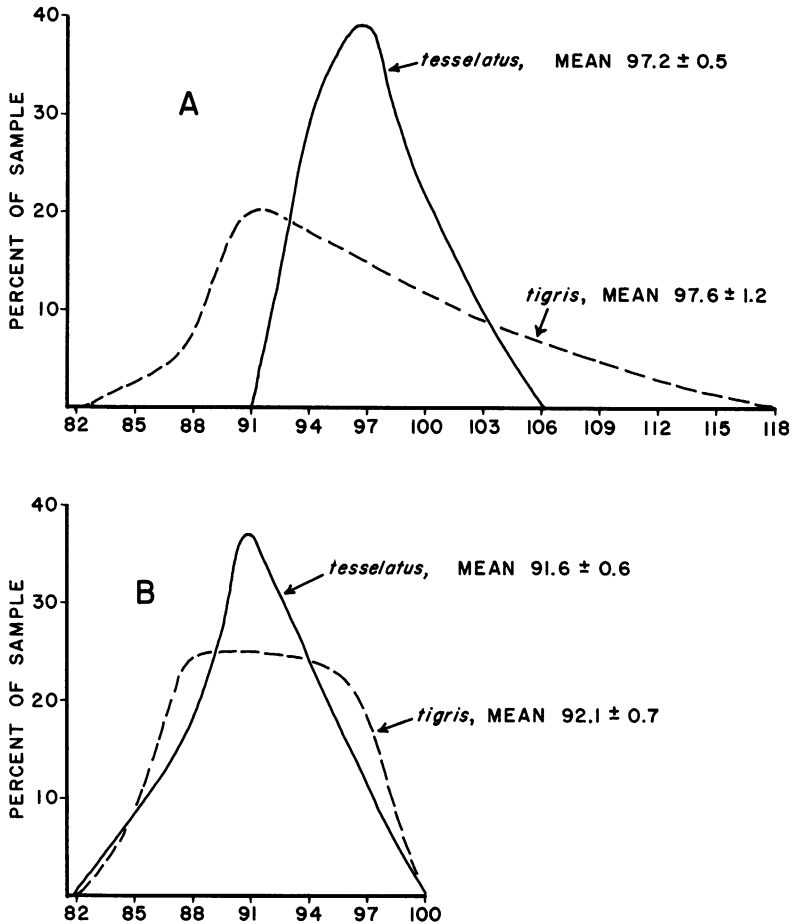 40
tesselatus, MEAN 97.2 ± 0.5
A
30
PERCENT OF SAMPLE
20
tigris, MEAN 97.6 ± 1.2
10
82 85 88 91 94 97 100 103 106 109 112 115 118
40
tesselatus, MEAN 91.6 ± 0.6
B
30
PERCENT OF SAMPLE
20
tigris, MEAN 92.1 ± 0.7
10
82 85 88 91 94 97 100